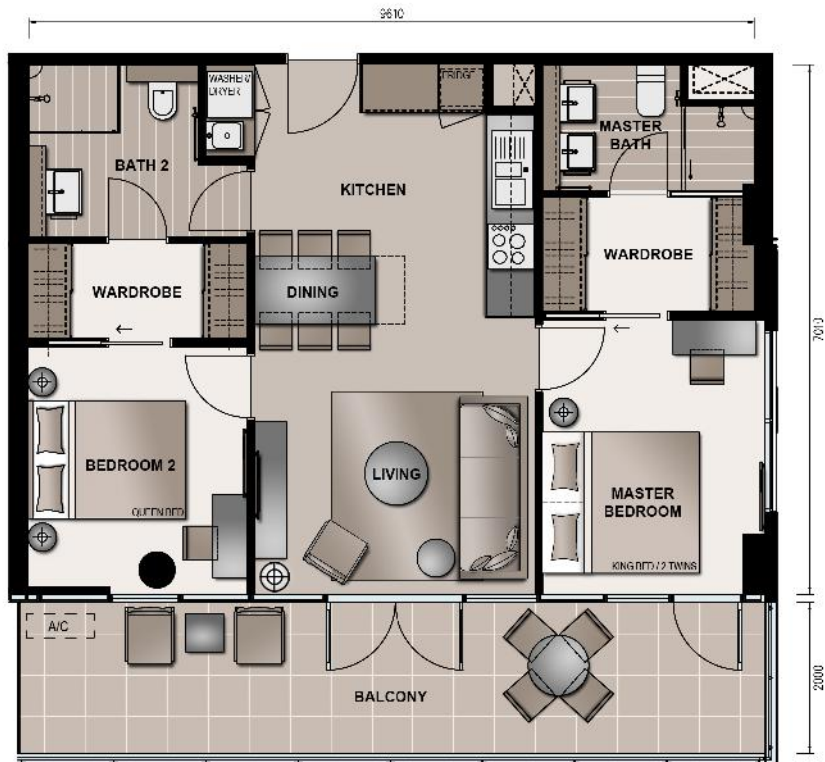 9610
WASHER/
DRYER
FRIDGE
MASTER
BATH
BATH 2
KITCHEN
WARDROBE
WARDROBE
DINING
7010
BEDROOM 2
LIVING
MASTER
BEDROOM
QUEEN BED
KING BED / 2 TWINS
A/C
BALCONY
2000